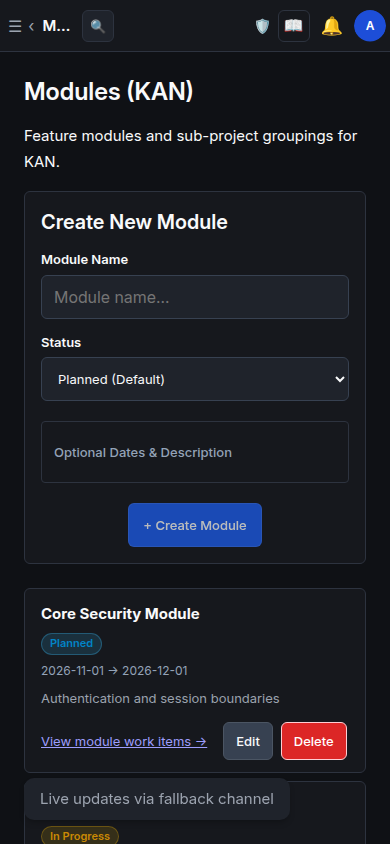 M...
A
Modules (KAN)
Feature modules and sub-project groupings for
KAN.
Create New Module
Module Name
Module name...
Status
Planned (Default)
Optional Dates & Description
+ Create Module
Core Security Module
Planned
2026-11-01 → 2026-12-01
Authentication and session boundaries
View module work items →
Edit
Delete
Live updates via fallback channel
In Progress